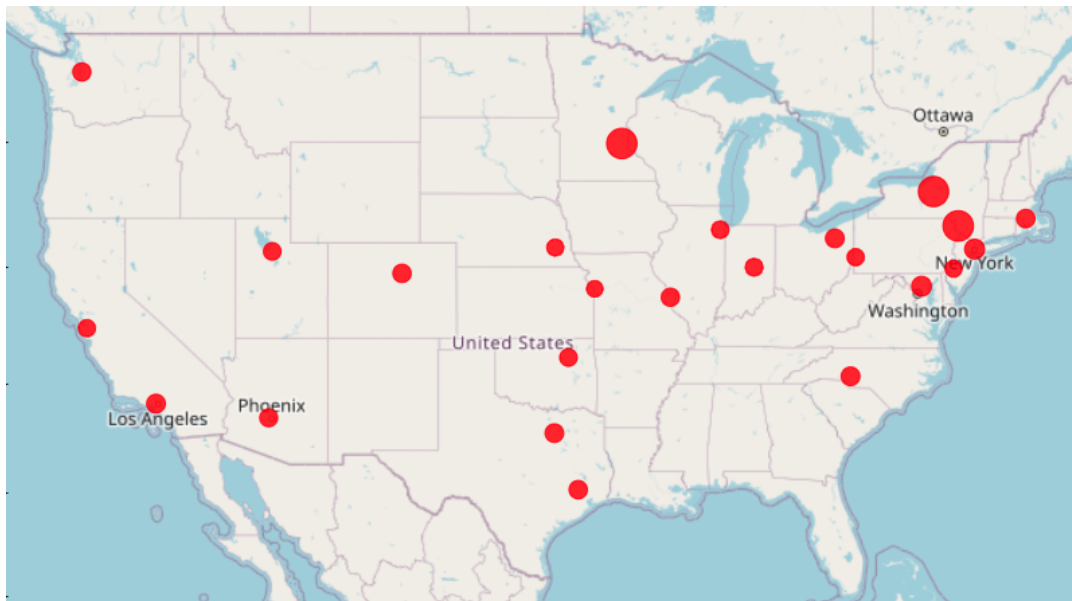 Ottawa
New York
Washington
United States
Phoenix
Los Angeles